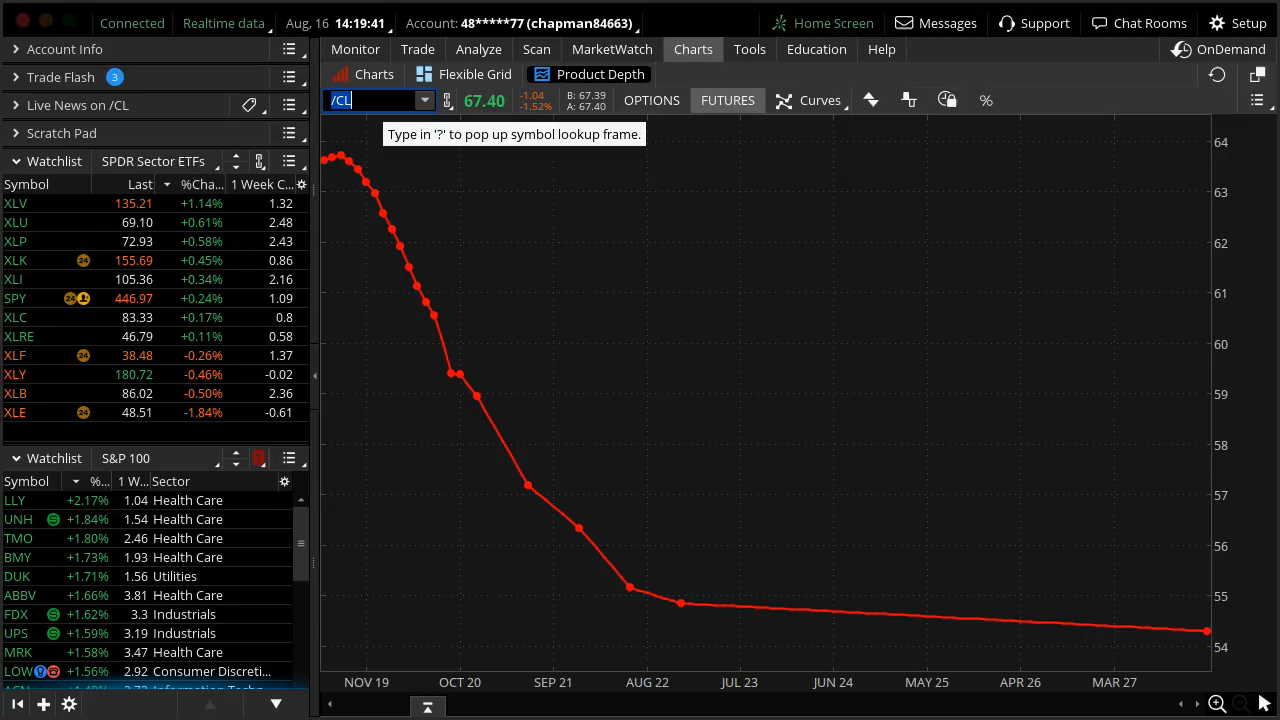 Connected Realtime data Aug, 16 14:19:41 Account: 48*****77 (chapman84663) Home Screen Messages Support Chat Rooms Setup
Account Info
Trade Flash 3
Live News on /CL
Scratch Pad
Watchlist SPDR Sector ETFs
Symbol Last %Cha... 1 Week C...
XLV 135.21 +1.14% 1.32
XLU 69.10 +0.61% 2.48
XLP 72.93 +0.58% 2.43
XLK 24 155.69 +0.45% 0.86
XLI 105.36 +0.34% 2.16
SPY 24 446.97 +0.24% 1.09
XLC 83.33 +0.17% 0.8
XLRE 46.79 +0.11% 0.58
XLF 24 38.48 -0.26% 1.37
XLY 180.72 -0.46% -0.02
XLB 86.02 -0.50% 2.36
XLE 24 48.51 -1.84% -0.61
Watchlist S&P 100 1
Symbol %... 1 W... Sector
LLY +2.17% 1.04 Health Care
UNH +1.84% 1.54 Health Care
TMO +1.80% 2.46 Health Care
BMY +1.73% 1.93 Health Care
DUK +1.71% 1.56 Utilities
ABBV +1.66% 3.81 Health Care
FDX +1.62% 3.3 Industrials
UPS +1.59% 3.19 Industrials
MRK +1.58% 3.47 Health Care
LOW +1.56% 2.92 Consumer Discreti...
Monitor Trade Analyze Scan MarketWatch Charts Tools Education Help OnDemand
Charts Flexible Grid Product Depth
/CL 67.40 -1.04 -1.52% B: 67.39 A: 67.40 OPTIONS FUTURES Curves %
Type in '?' to pop up symbol lookup frame.
64
63
62
61
60
59
58
57
56
55
54
NOV 19 OCT 20 SEP 21 AUG 22 JUL 23 JUN 24 MAY 25 APR 26 MAR 27